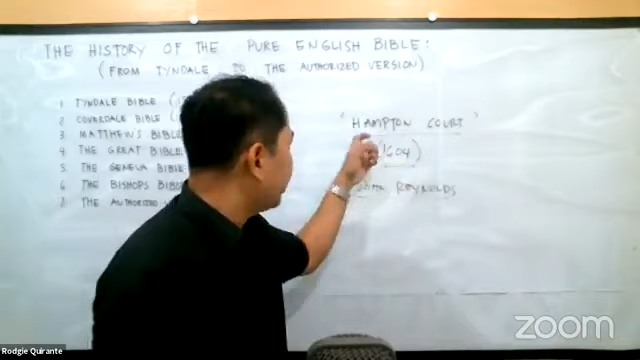 THE HISTORY OF THE PURE ENGLISH BIBLE:
(FROM TYNDALE TO THE AUTHORIZED VERSION)
1 TYNDALE BIBLE
2 COVERDALE BIBLE
3 MATTHEWS BIBLE
4 THE GREAT BIBLE
5 THE GENEVA BIBLE
6 THE BISHOPS BIBLE
THE AUTHORIZED
"HAMPTON COURT"
(1604)
REYNOLDS
zoom
Rodgie Quirante